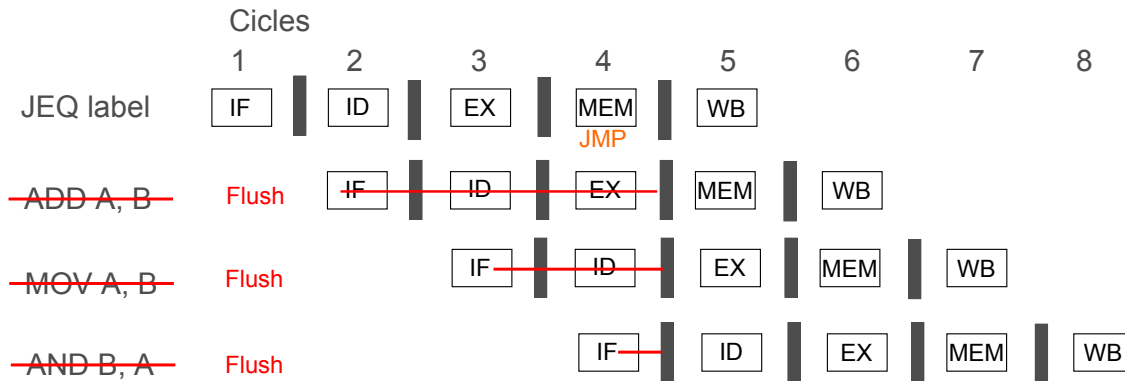 Cicles
1 2 3 4 5 6 7 8
JEQ label IF ID EX MEM WB
JMP
ADD A, B Flush IF ID EX MEM WB
MOV A, B Flush IF ID EX MEM WB
AND B, A Flush IF ID EX MEM WB